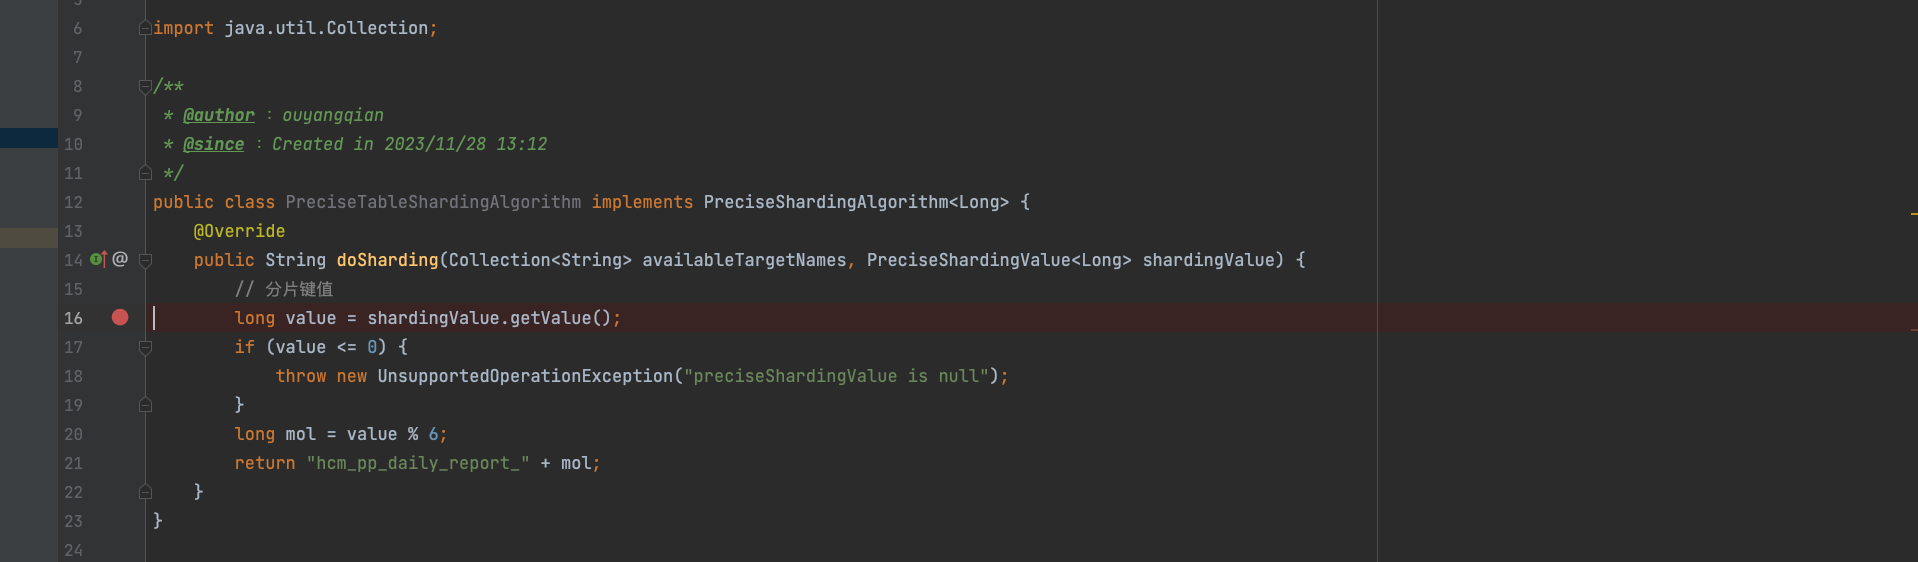 6 import java.util.Collection;
7
8 /**
9 * @author : ouyangqian
10 * @since : Created in 2023/11/28 13:12
11 */
12 public class PreciseTableShardingAlgorithm implements PreciseShardingAlgorithm<Long> {
13 @Override
14 @ public String doSharding(Collection<String> availableTargetNames, PreciseShardingValue<Long> shardingValue) {
15 // 分片键值
16 long value = shardingValue.getValue();
17 if (value <= 0) {
18 throw new UnsupportedOperationException("preciseShardingValue is null");
19 }
20 long mol = value % 6;
21 return "hcm_pp_daily_report_" + mol;
22 }
23 }
24